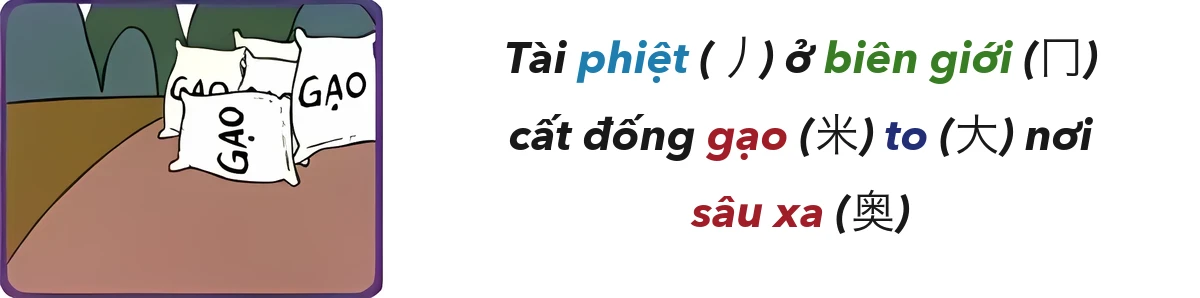 GẠO
GẠO
GẠO
Tài phiệt (丿) ở biên giới (冂)
cất đống gạo (米) to (大) nơi
sâu xa (奥)